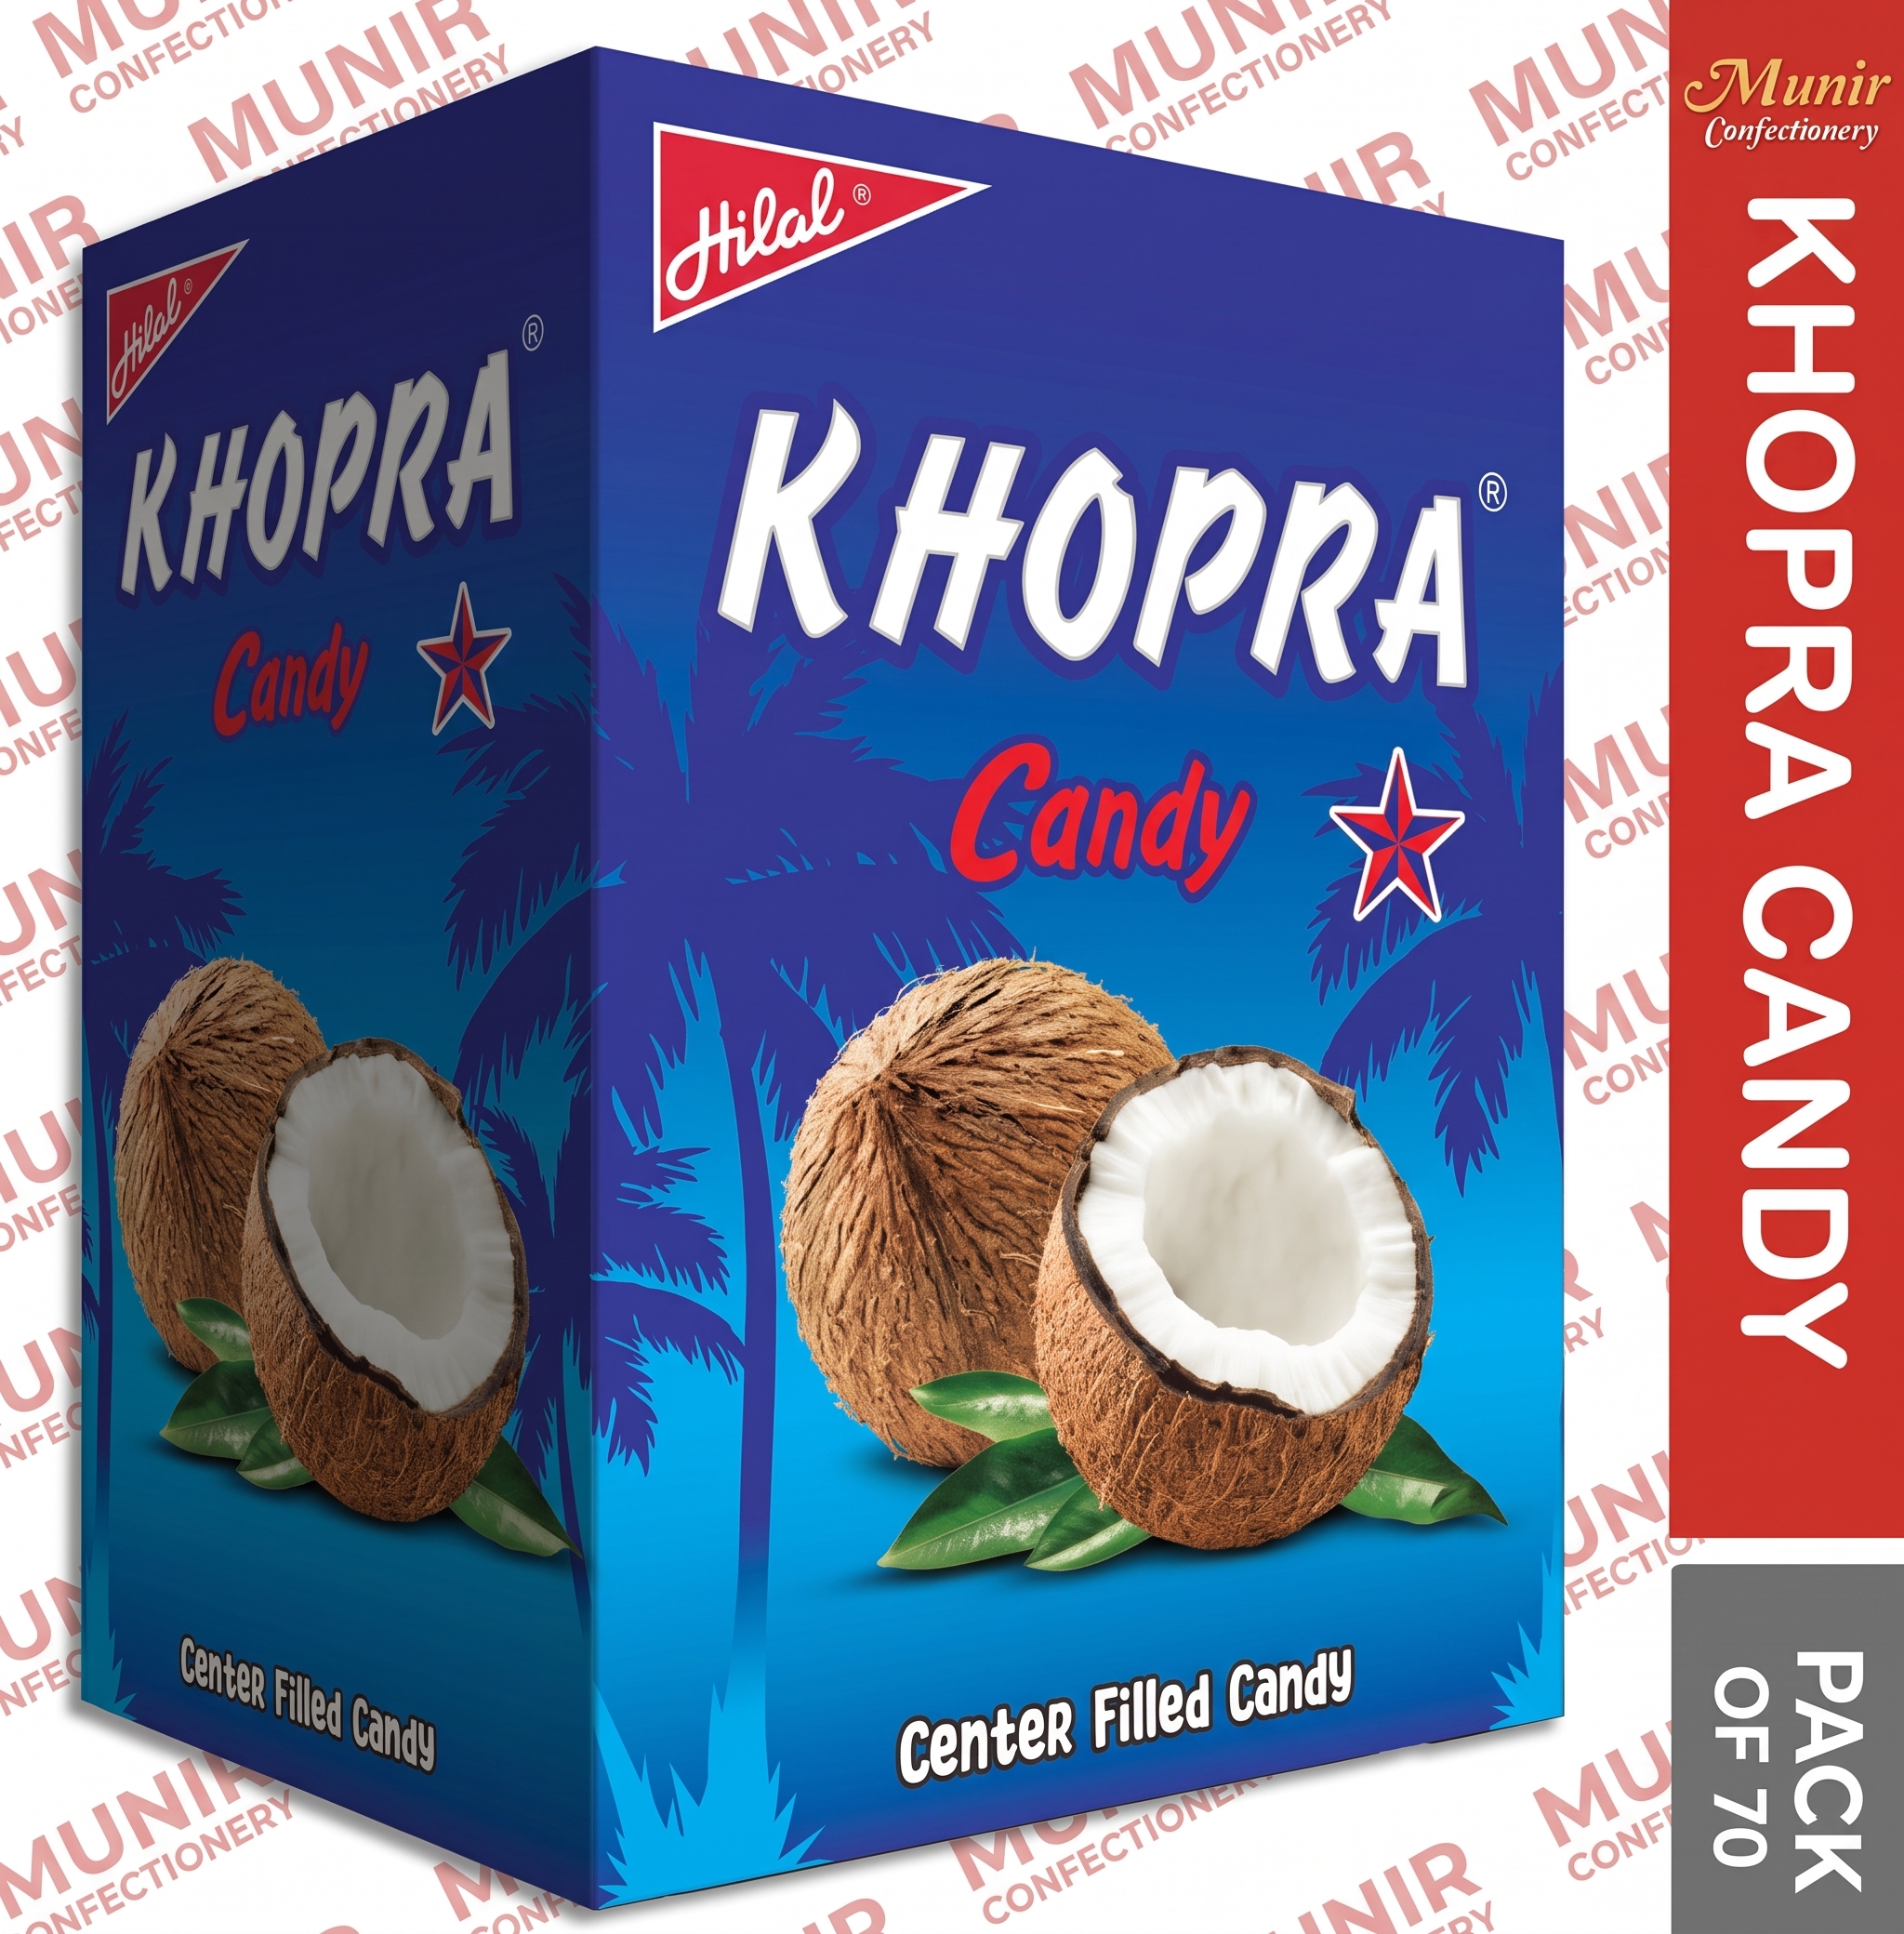 Hilal ®
KHOPRA ®
Candy
Center Filled Candy
Hilal ®
KHOPRA ®
Candy
Center Filled Candy
Munir
Confectionery
KHOPRA CANDY
PACK
OF 70
MUNIR
CONFECTIONERY